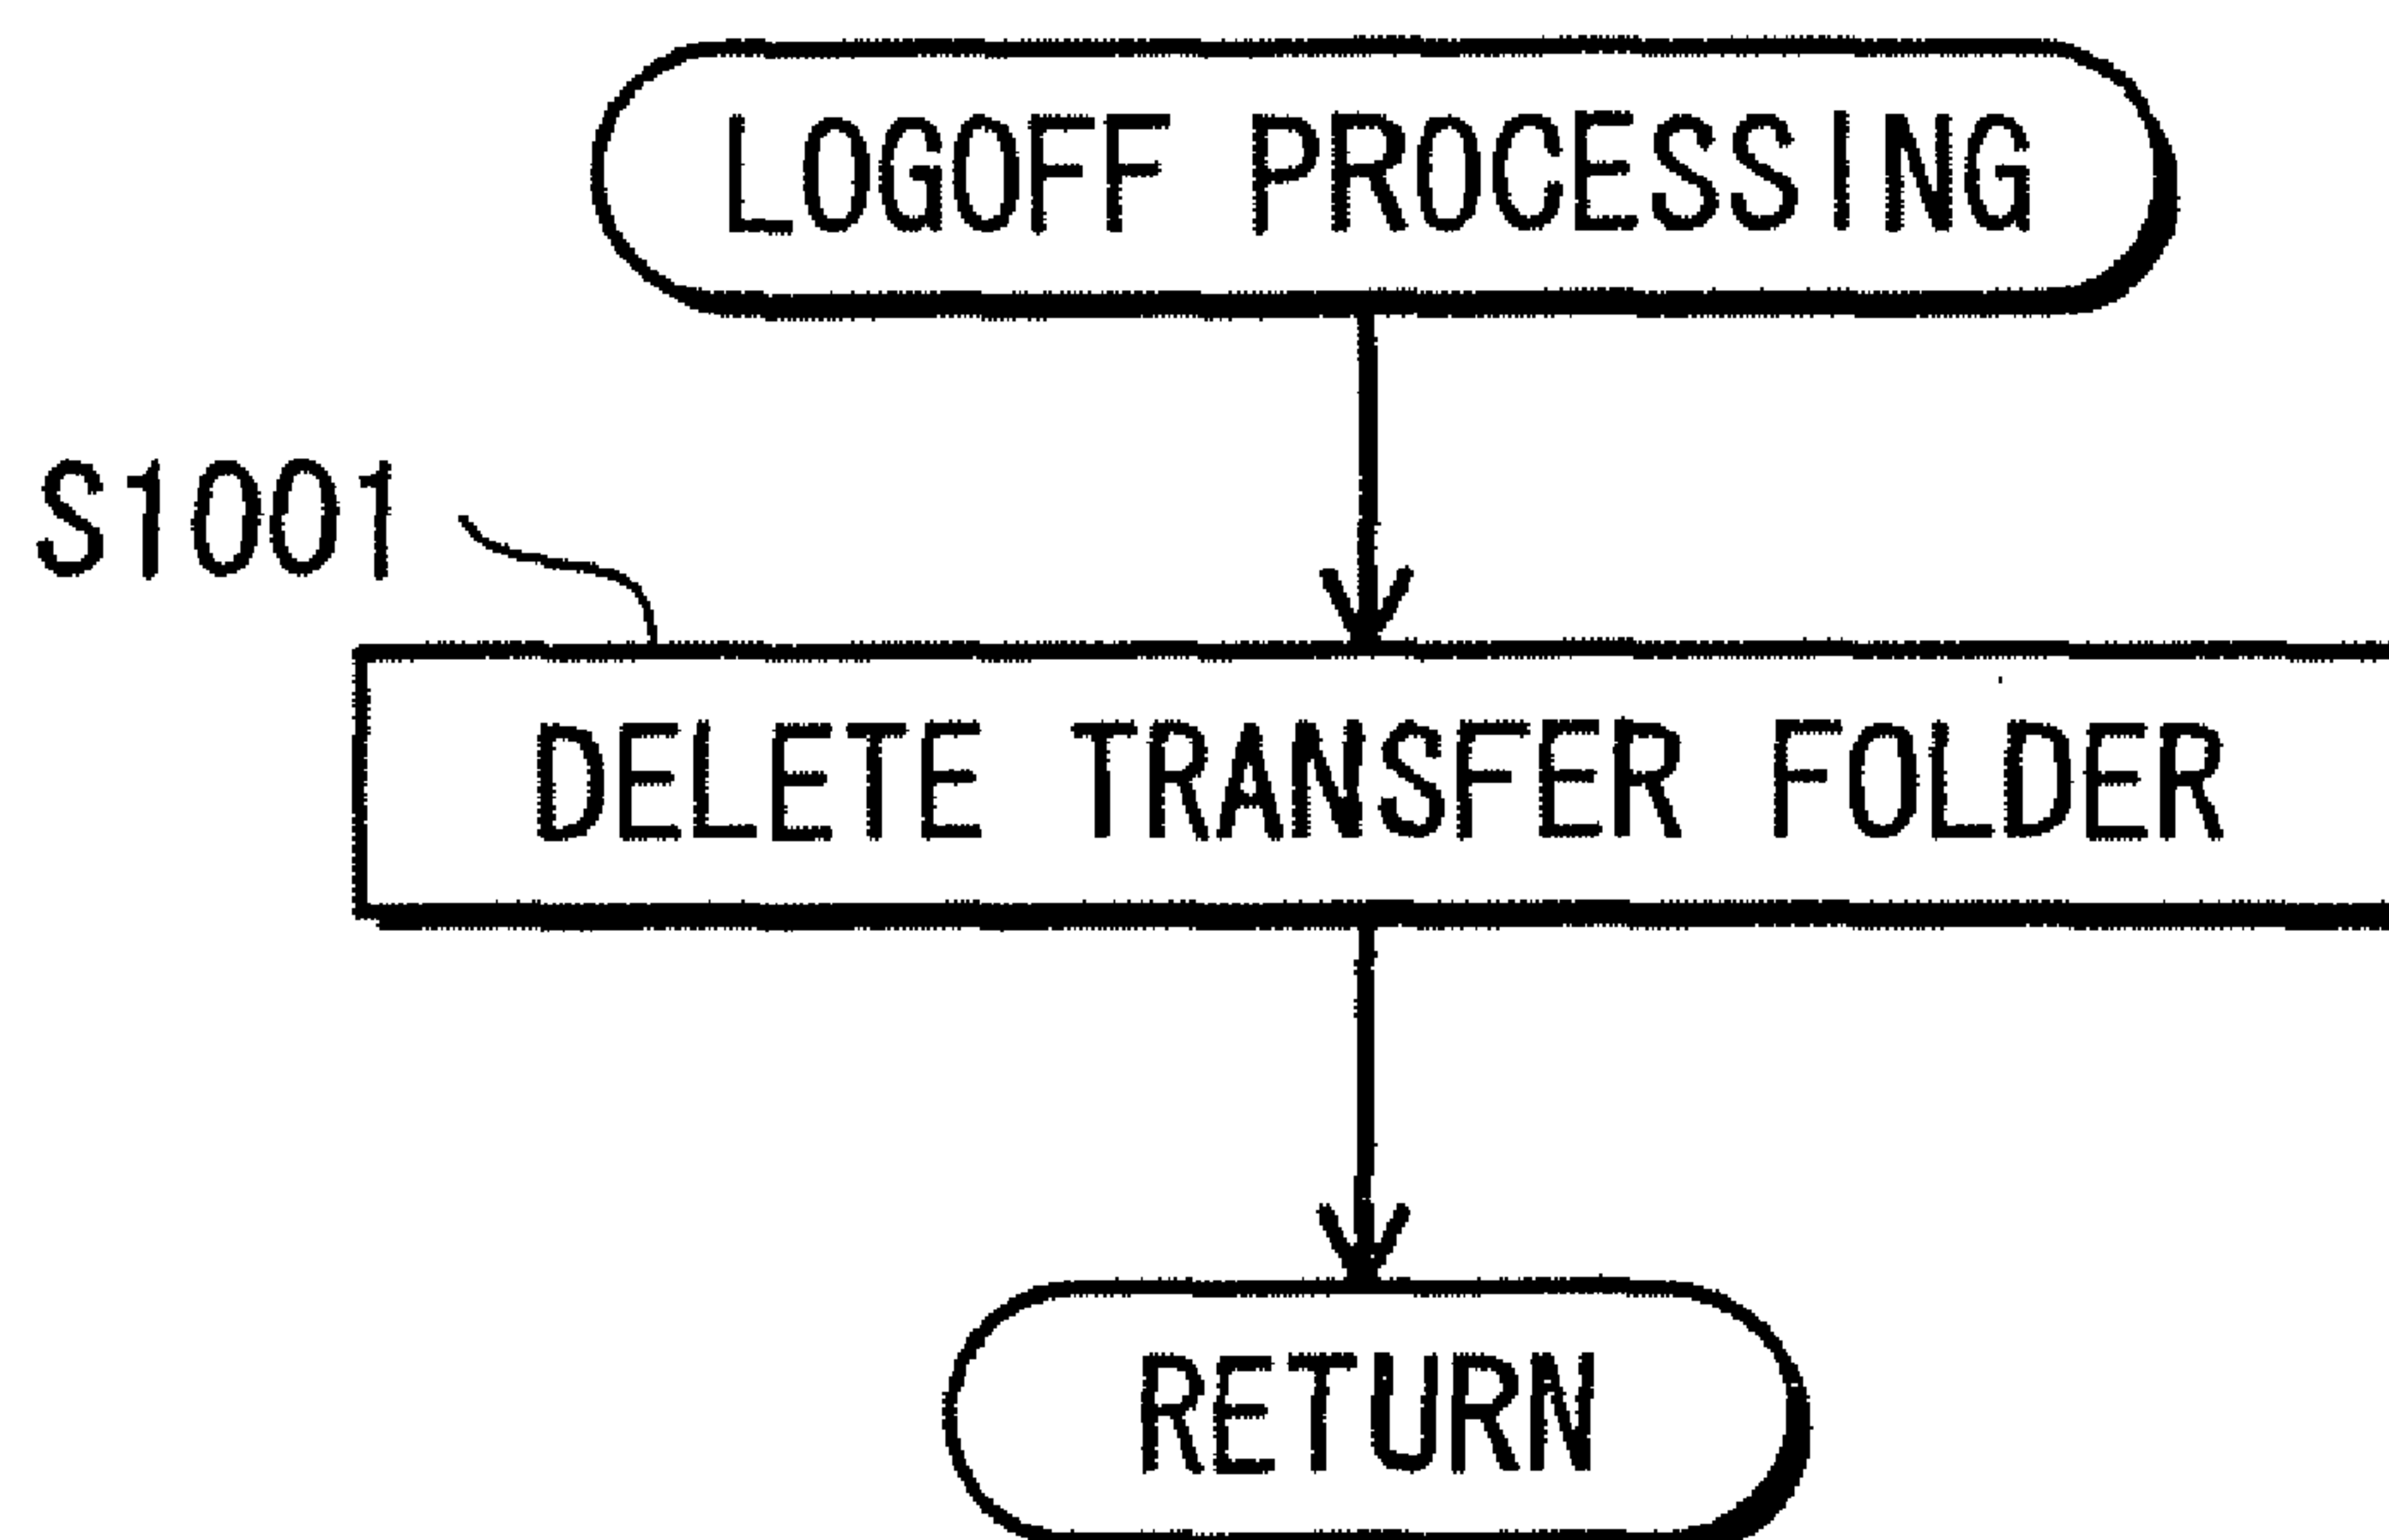 LOGOFF PROCESSING
S1001
DELETE TRANSFER FOLDER
RETURN